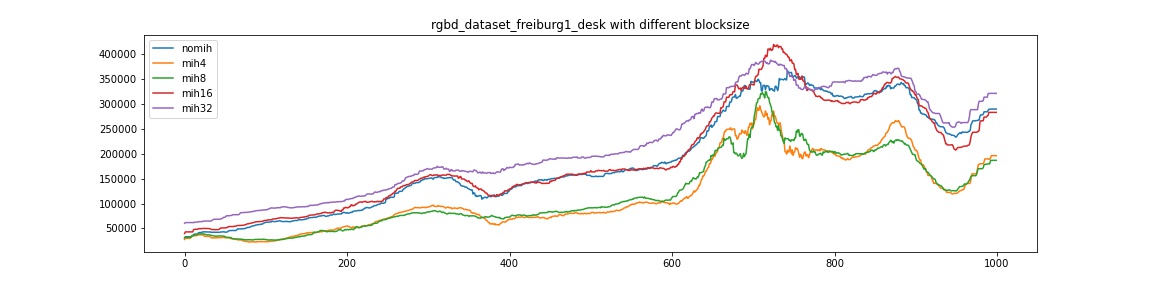 rgbd_dataset_freiburg1_desk with different blocksize
nomih
mih4
mih8
mih16
mih32
400000
350000
300000
250000
200000
150000
100000
50000
0 200 400 600 800 1000